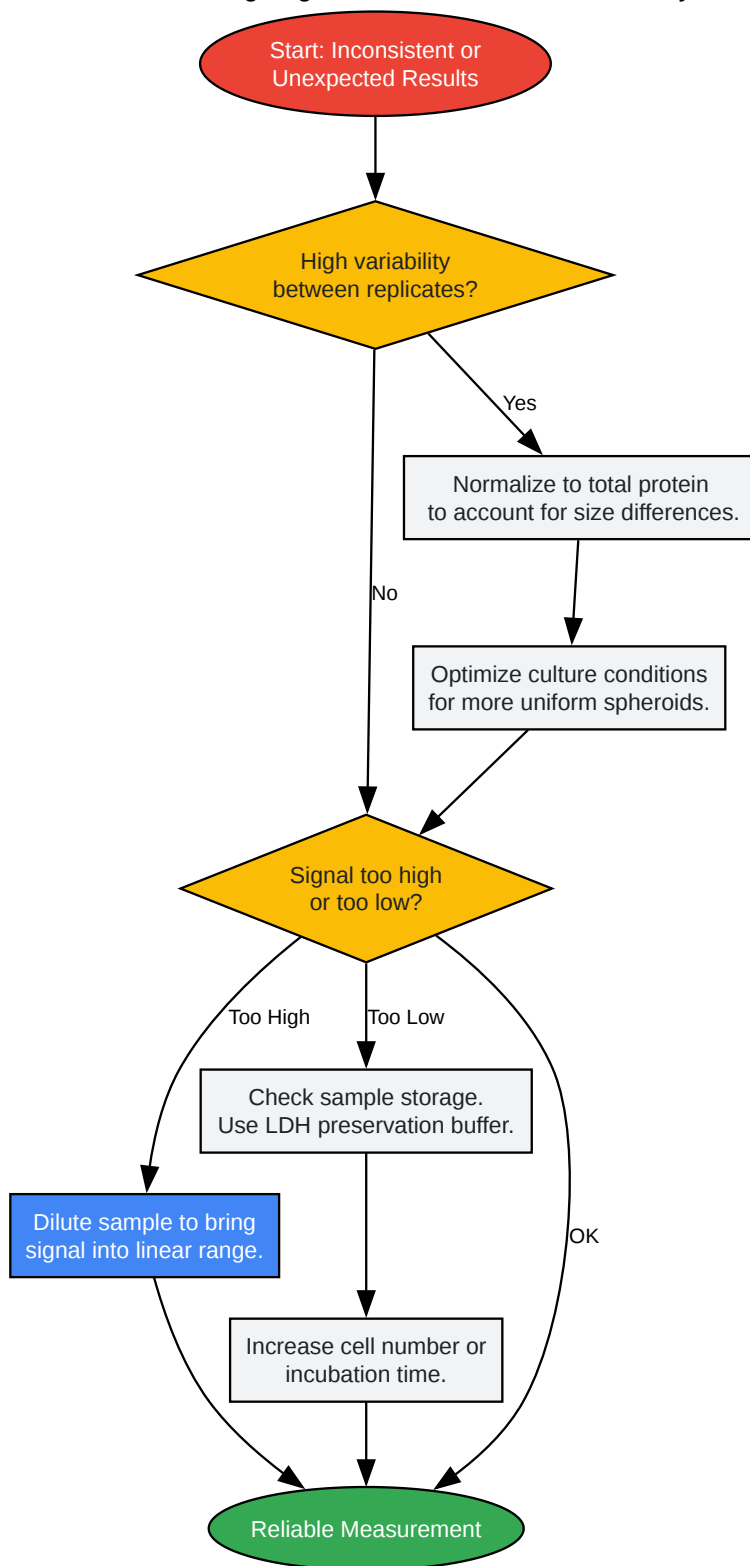 Start: Inconsistent or
Unexpected Results
High variability
between replicates?
Yes
Normalize to total protein
to account for size differences.
No
Optimize culture conditions
for more uniform spheroids.
Signal too high
or too low?
Too High
Too Low
Check sample storage.
Use LDH preservation buffer.
Dilute sample to bring
signal into linear range.
OK
Increase cell number or
incubation time.
Reliable Measurement